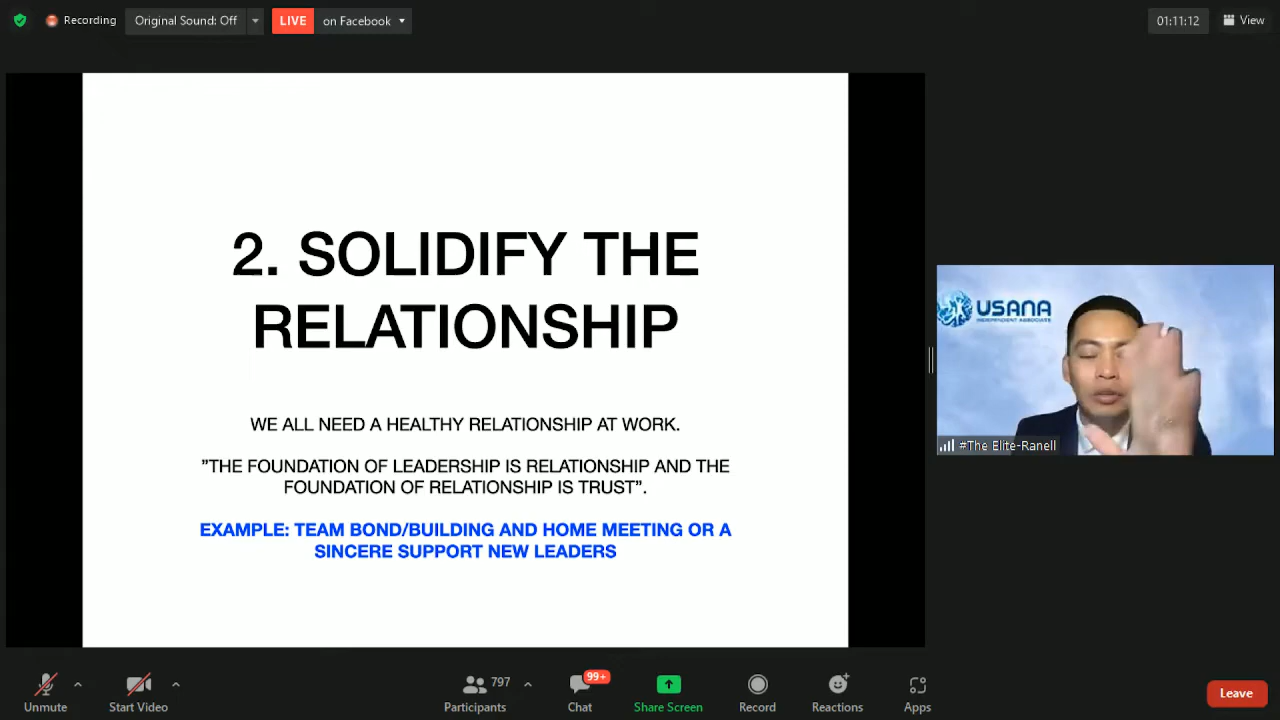 Recording
Original Sound: Off
LIVE
on Facebook
01:11:12
View
2. SOLIDIFY THE
RELATIONSHIP
WE ALL NEED A HEALTHY RELATIONSHIP AT WORK.
”THE FOUNDATION OF LEADERSHIP IS RELATIONSHIP AND THE
FOUNDATION OF RELATIONSHIP IS TRUST”.
EXAMPLE: TEAM BOND/BUILDING AND HOME MEETING OR A
SINCERE SUPPORT NEW LEADERS
USANA
INDEPENDENT ASSOCIATE
#The Elite-Ranell
Unmute
Start Video
797
Participants
99+
Chat
Share Screen
Record
Reactions
Apps
Leave